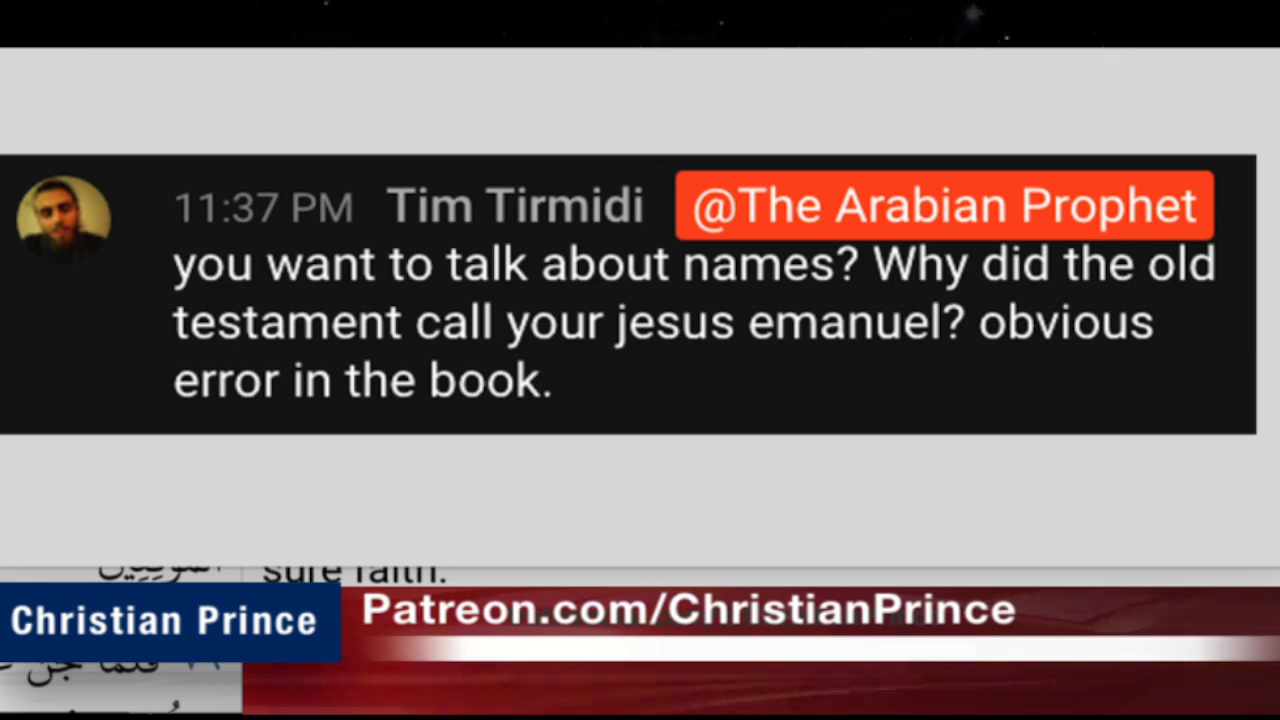 11:37 PM Tim Tirmidi @The Arabian Prophet
you want to talk about names? Why did the old
testament call your jesus emanuel? obvious
error in the book.
sure faith.
Christian Prince
Patreon.com/ChristianPrince